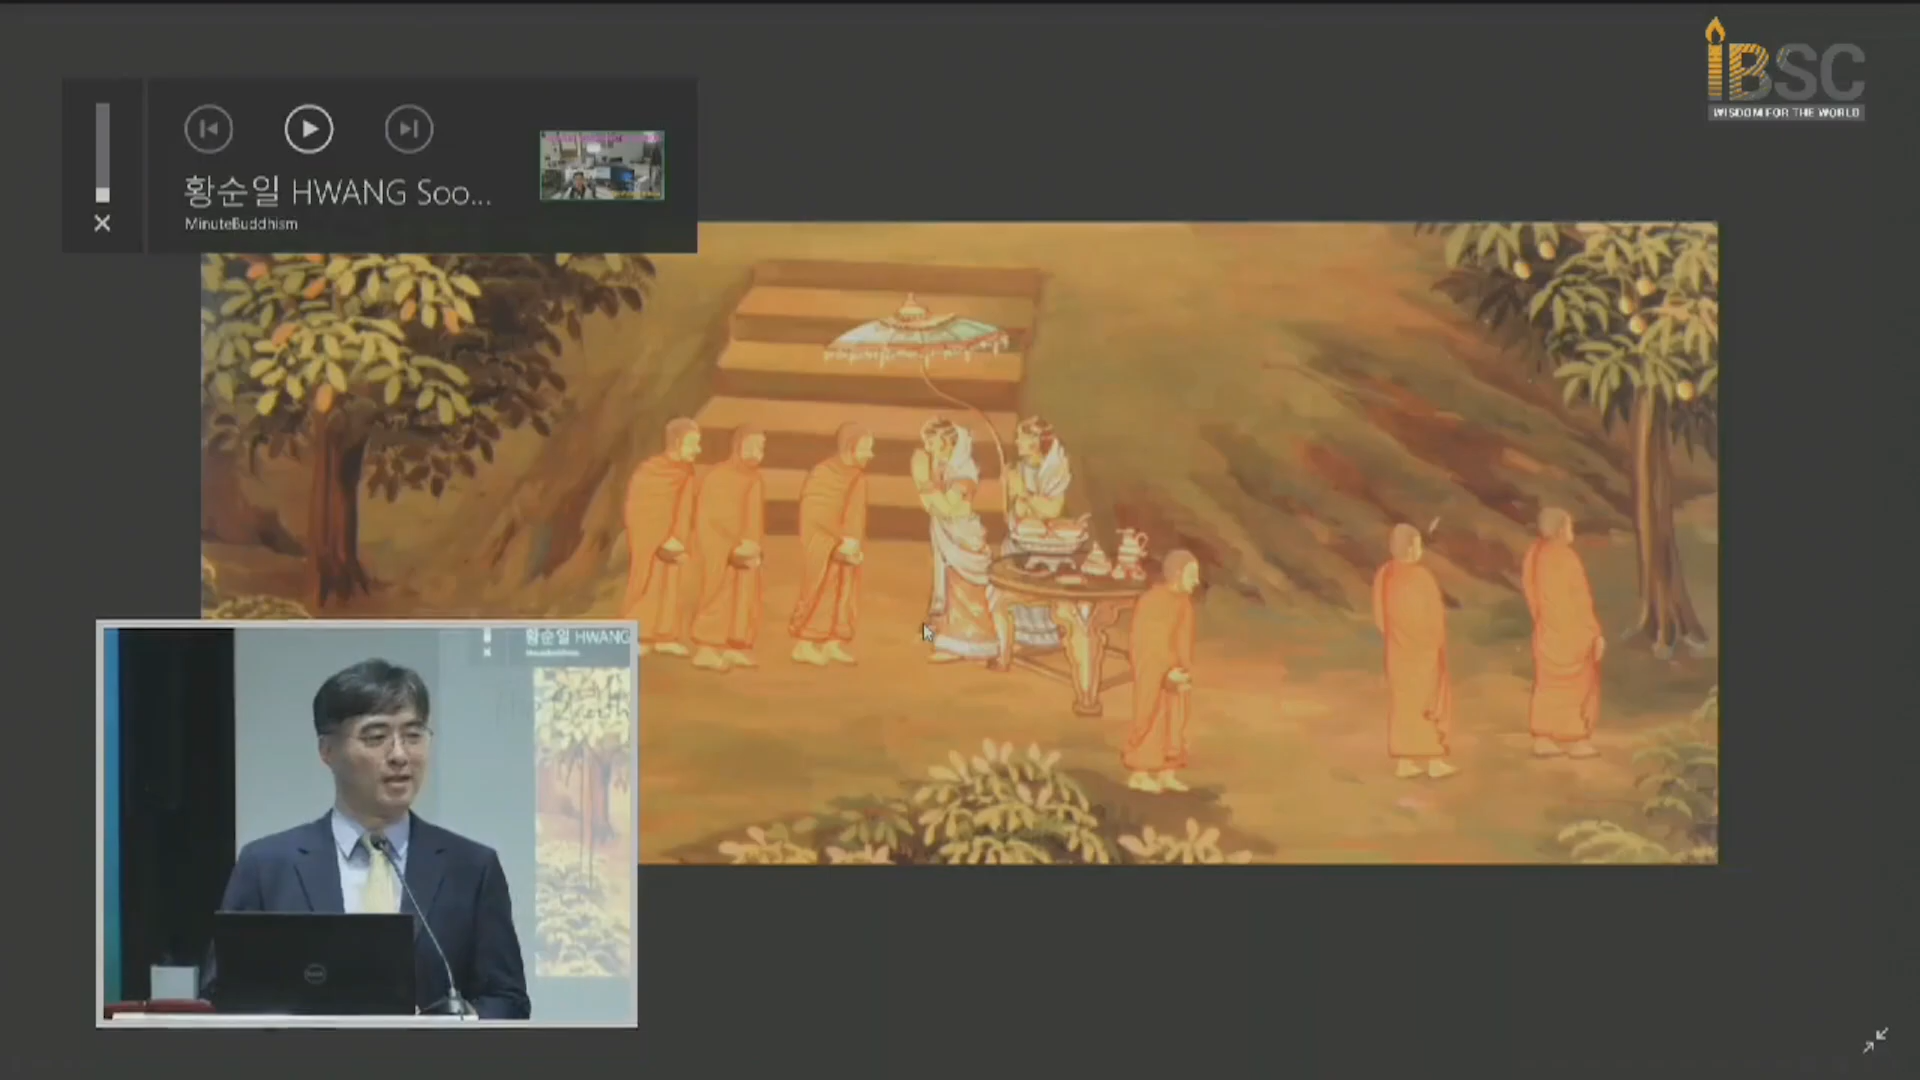 iBSC
WISDOM FOR THE WORLD
황순일 HWANG Soo...
MinuteBuddhism
황순일 HWANG